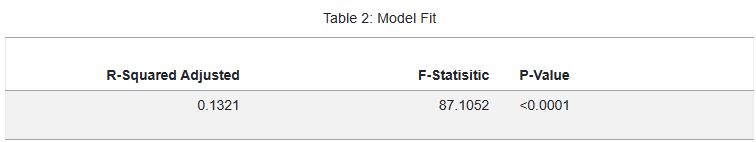 Table 2: Model Fit
R-Squared Adjusted F-Statisitic P-Value
0.1321 87.1052 <0.0001